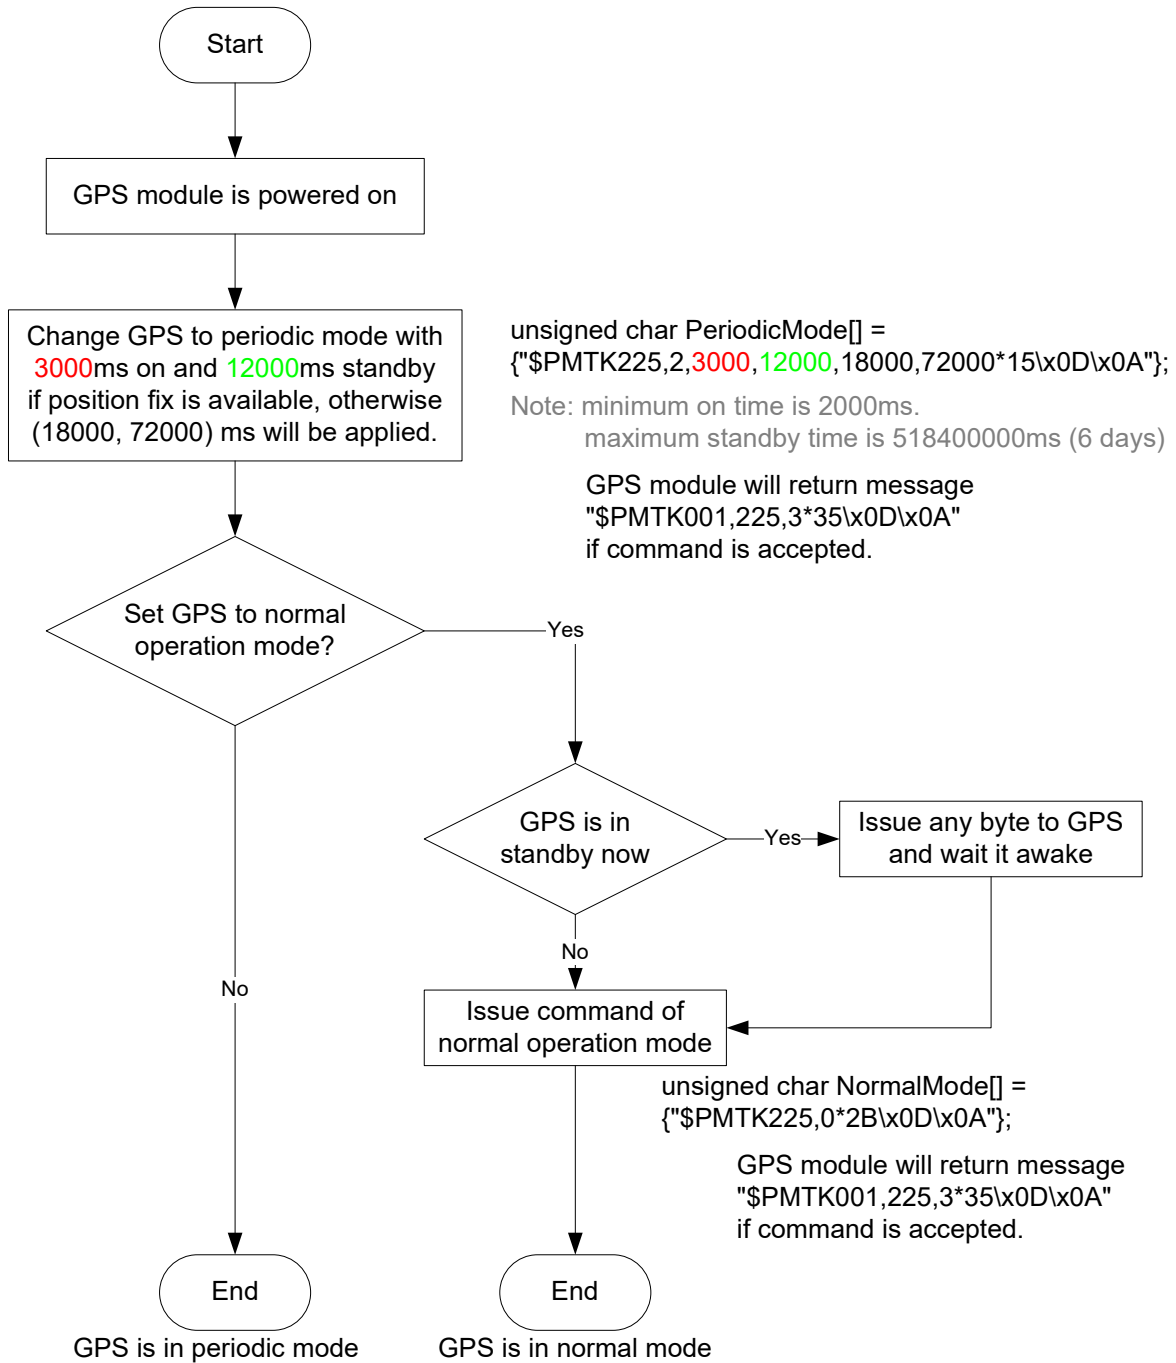 Start
GPS module is powered on
Change GPS to periodic mode with
3000ms on and 12000ms standby
if position fix is available, otherwise
(18000, 72000) ms will be applied.
unsigned char PeriodicMode[] =
{"$PMTK225,2,3000,12000,18000,72000*15\x0D\x0A"};
Note: minimum on time is 2000ms.
maximum standby time is 518400000ms (6 days)
GPS module will return message
"$PMTK001,225,3*35\x0D\x0A"
if command is accepted.
Set GPS to normal
operation mode?
Yes
GPS is in
standby now
Yes
Issue any byte to GPS
and wait it awake
No
No
Issue command of
normal operation mode
unsigned char NormalMode[] =
{"$PMTK225,0*2B\x0D\x0A"};
GPS module will return message
"$PMTK001,225,3*35\x0D\x0A"
if command is accepted.
End
GPS is in periodic mode
End
GPS is in normal mode